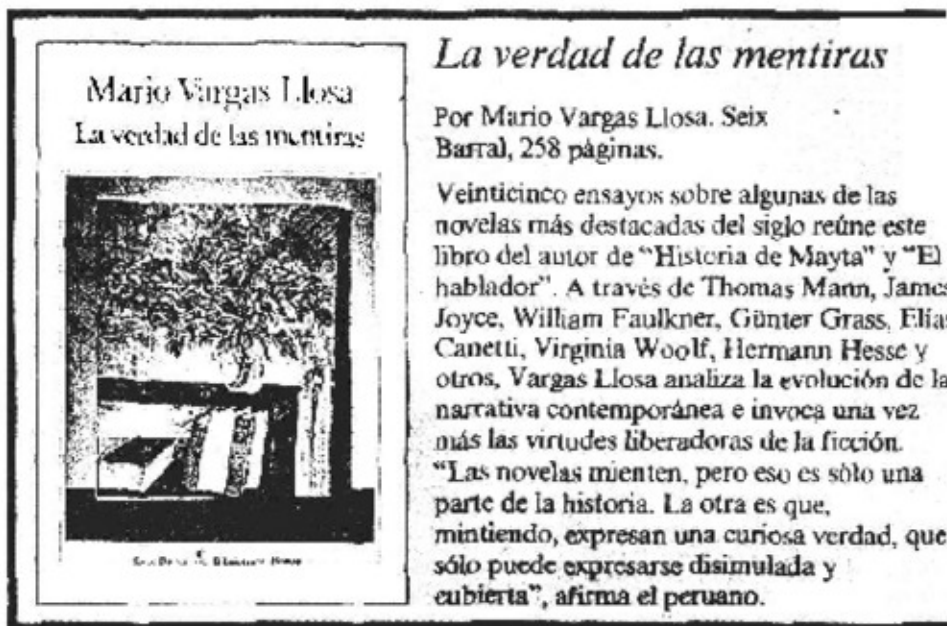 Mario Vargas Llosa
La verdad de las mentiras
La verdad de las mentiras
Por Mario Vargas Llosa. Seix
Barral, 258 páginas.
Veinticinco ensayos sobre algunas de las
novelas más destacadas del siglo reúne este
libro del autor de "Historia de Mayta" y "El
hablador". A través de Thomas Mann, James
Joyce, William Faulkner, Günter Grass, Elías
Canetti, Virginia Woolf, Hermann Hesse y
otros, Vargas Llosa analiza la evolución de la
narrativa contemporánea e invoca una vez
más las virtudes liberadoras de la ficción.
"Las novelas mienten, pero eso es sólo una
parte de la historia. La otra es que,
mintiendo, expresan una curiosa verdad, que
sólo puede expresarse disimulada y
cubierta", afirma el peruano.